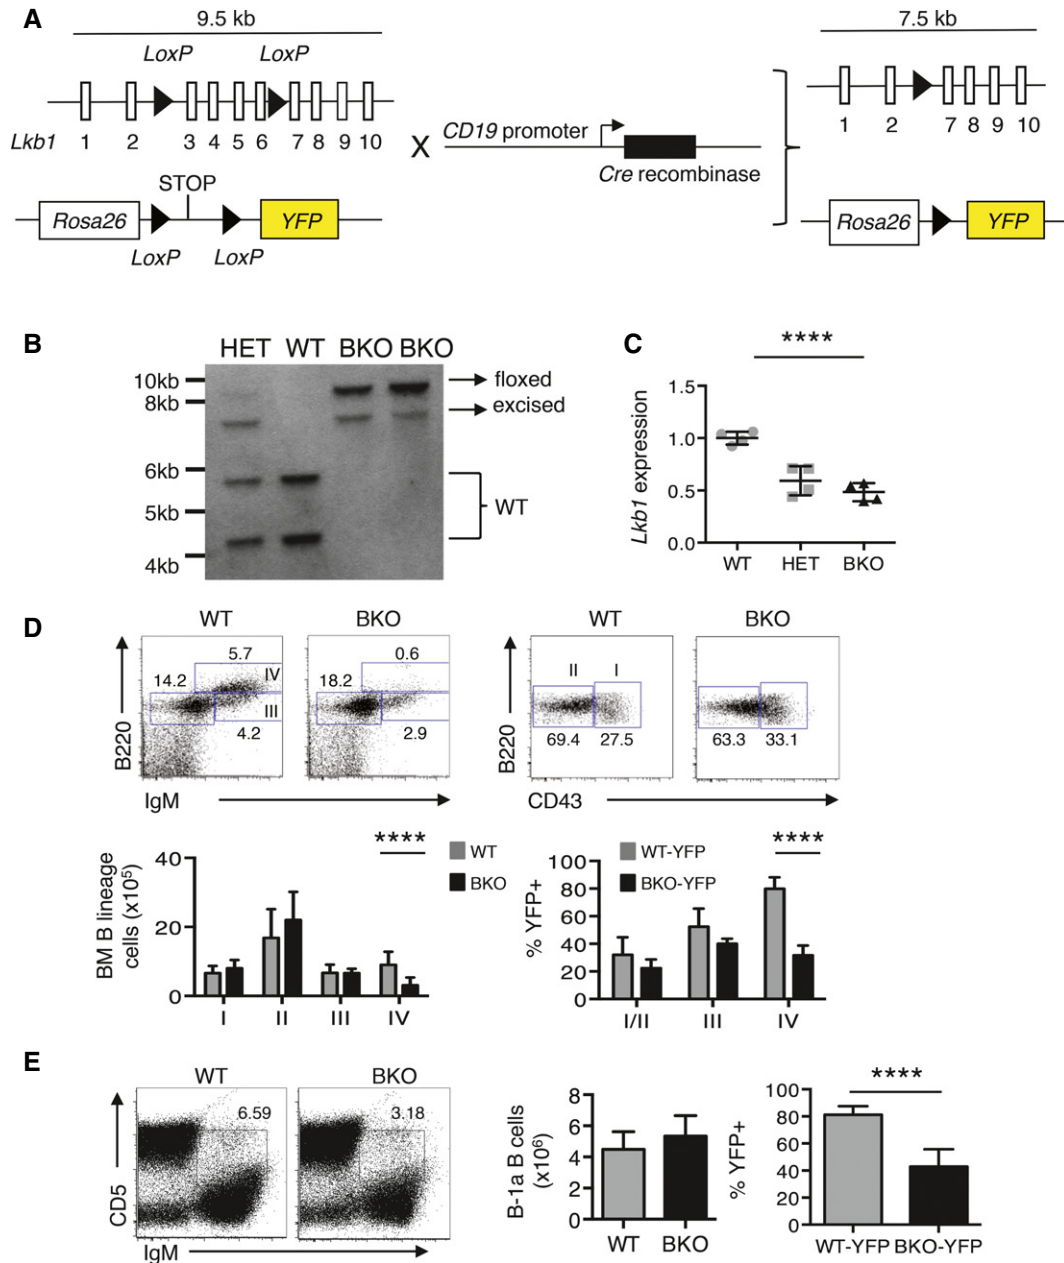 A
9.5 kb
LoxP LoxP
Lkb1 1 2 3 4 5 6 7 8 9 10
STOP
Rosa26 YFP
LoxP LoxP
X
CD19 promoter
Cre recombinase
7.5 kb
1 2 7 8 9 10
Rosa26 YFP
B
HET WT BKO BKO
10kb
8kb
6kb
5kb
4kb
floxed
excised
WT
C
****
Lkb1 expression
1.5
1.0
0.5
0.0
WT HET BKO
D
WT BKO
5.7 0.6
14.2 IV 18.2
III
4.2 2.9
B220
IgM
WT BKO
II I
69.4 27.5 63.3 33.1
B220
CD43
BM B lineage
cells (x10⁵)
40
20
0
I II III IV
****
WT
BKO
% YFP+
100
80
60
40
20
0
I/II III IV
WT-YFP
BKO-YFP
****
E
WT BKO
6.59 3.18
CD5
IgM
B-1a B cells
(x10⁶)
8
6
4
2
0
WT BKO
% YFP+
100
80
60
40
20
0
****
WT-YFP BKO-YFP